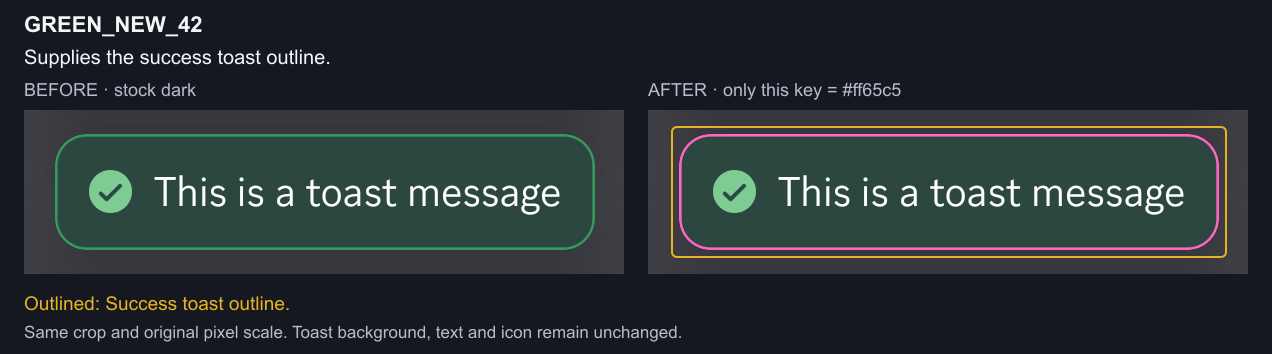 GREEN_NEW_42
Supplies the success toast outline.
BEFORE · stock dark
AFTER · only this key = #ff65c5
This is a toast message
This is a toast message
Outlined: Success toast outline.
Same crop and original pixel scale. Toast background, text and icon remain unchanged.